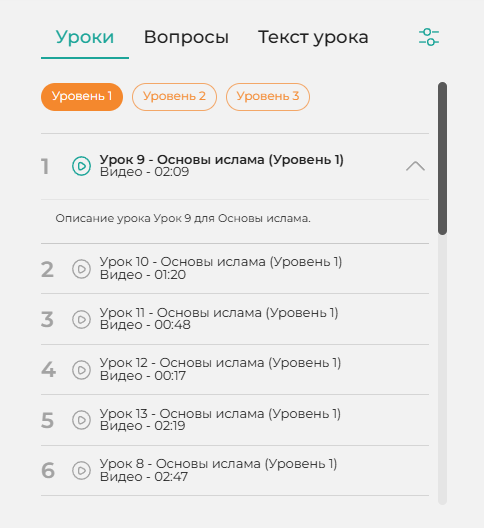 Уроки Вопросы Текст урока
Уровень 1 Уровень 2 Уровень 3
1 Урок 9 - Основы ислама (Уровень 1)
Видео - 02:09
Описание урока Урок 9 для Основы ислама.
2 Урок 10 - Основы ислама (Уровень 1)
Видео - 01:20
3 Урок 11 - Основы ислама (Уровень 1)
Видео - 00:48
4 Урок 12 - Основы ислама (Уровень 1)
Видео - 00:17
5 Урок 13 - Основы ислама (Уровень 1)
Видео - 02:19
6 Урок 8 - Основы ислама (Уровень 1)
Видео - 02:47